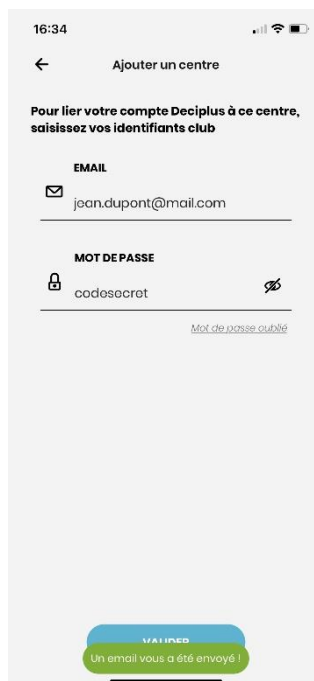 16:34
Ajouter un centre
Pour lier votre compte Deciplus à ce centre,
saisissez vos identifiants club
EMAIL
jean.dupont@mail.com
MOT DE PASSE
codesecret
Mot de passe oublié
VALIDER
Un email vous a été envoyé !